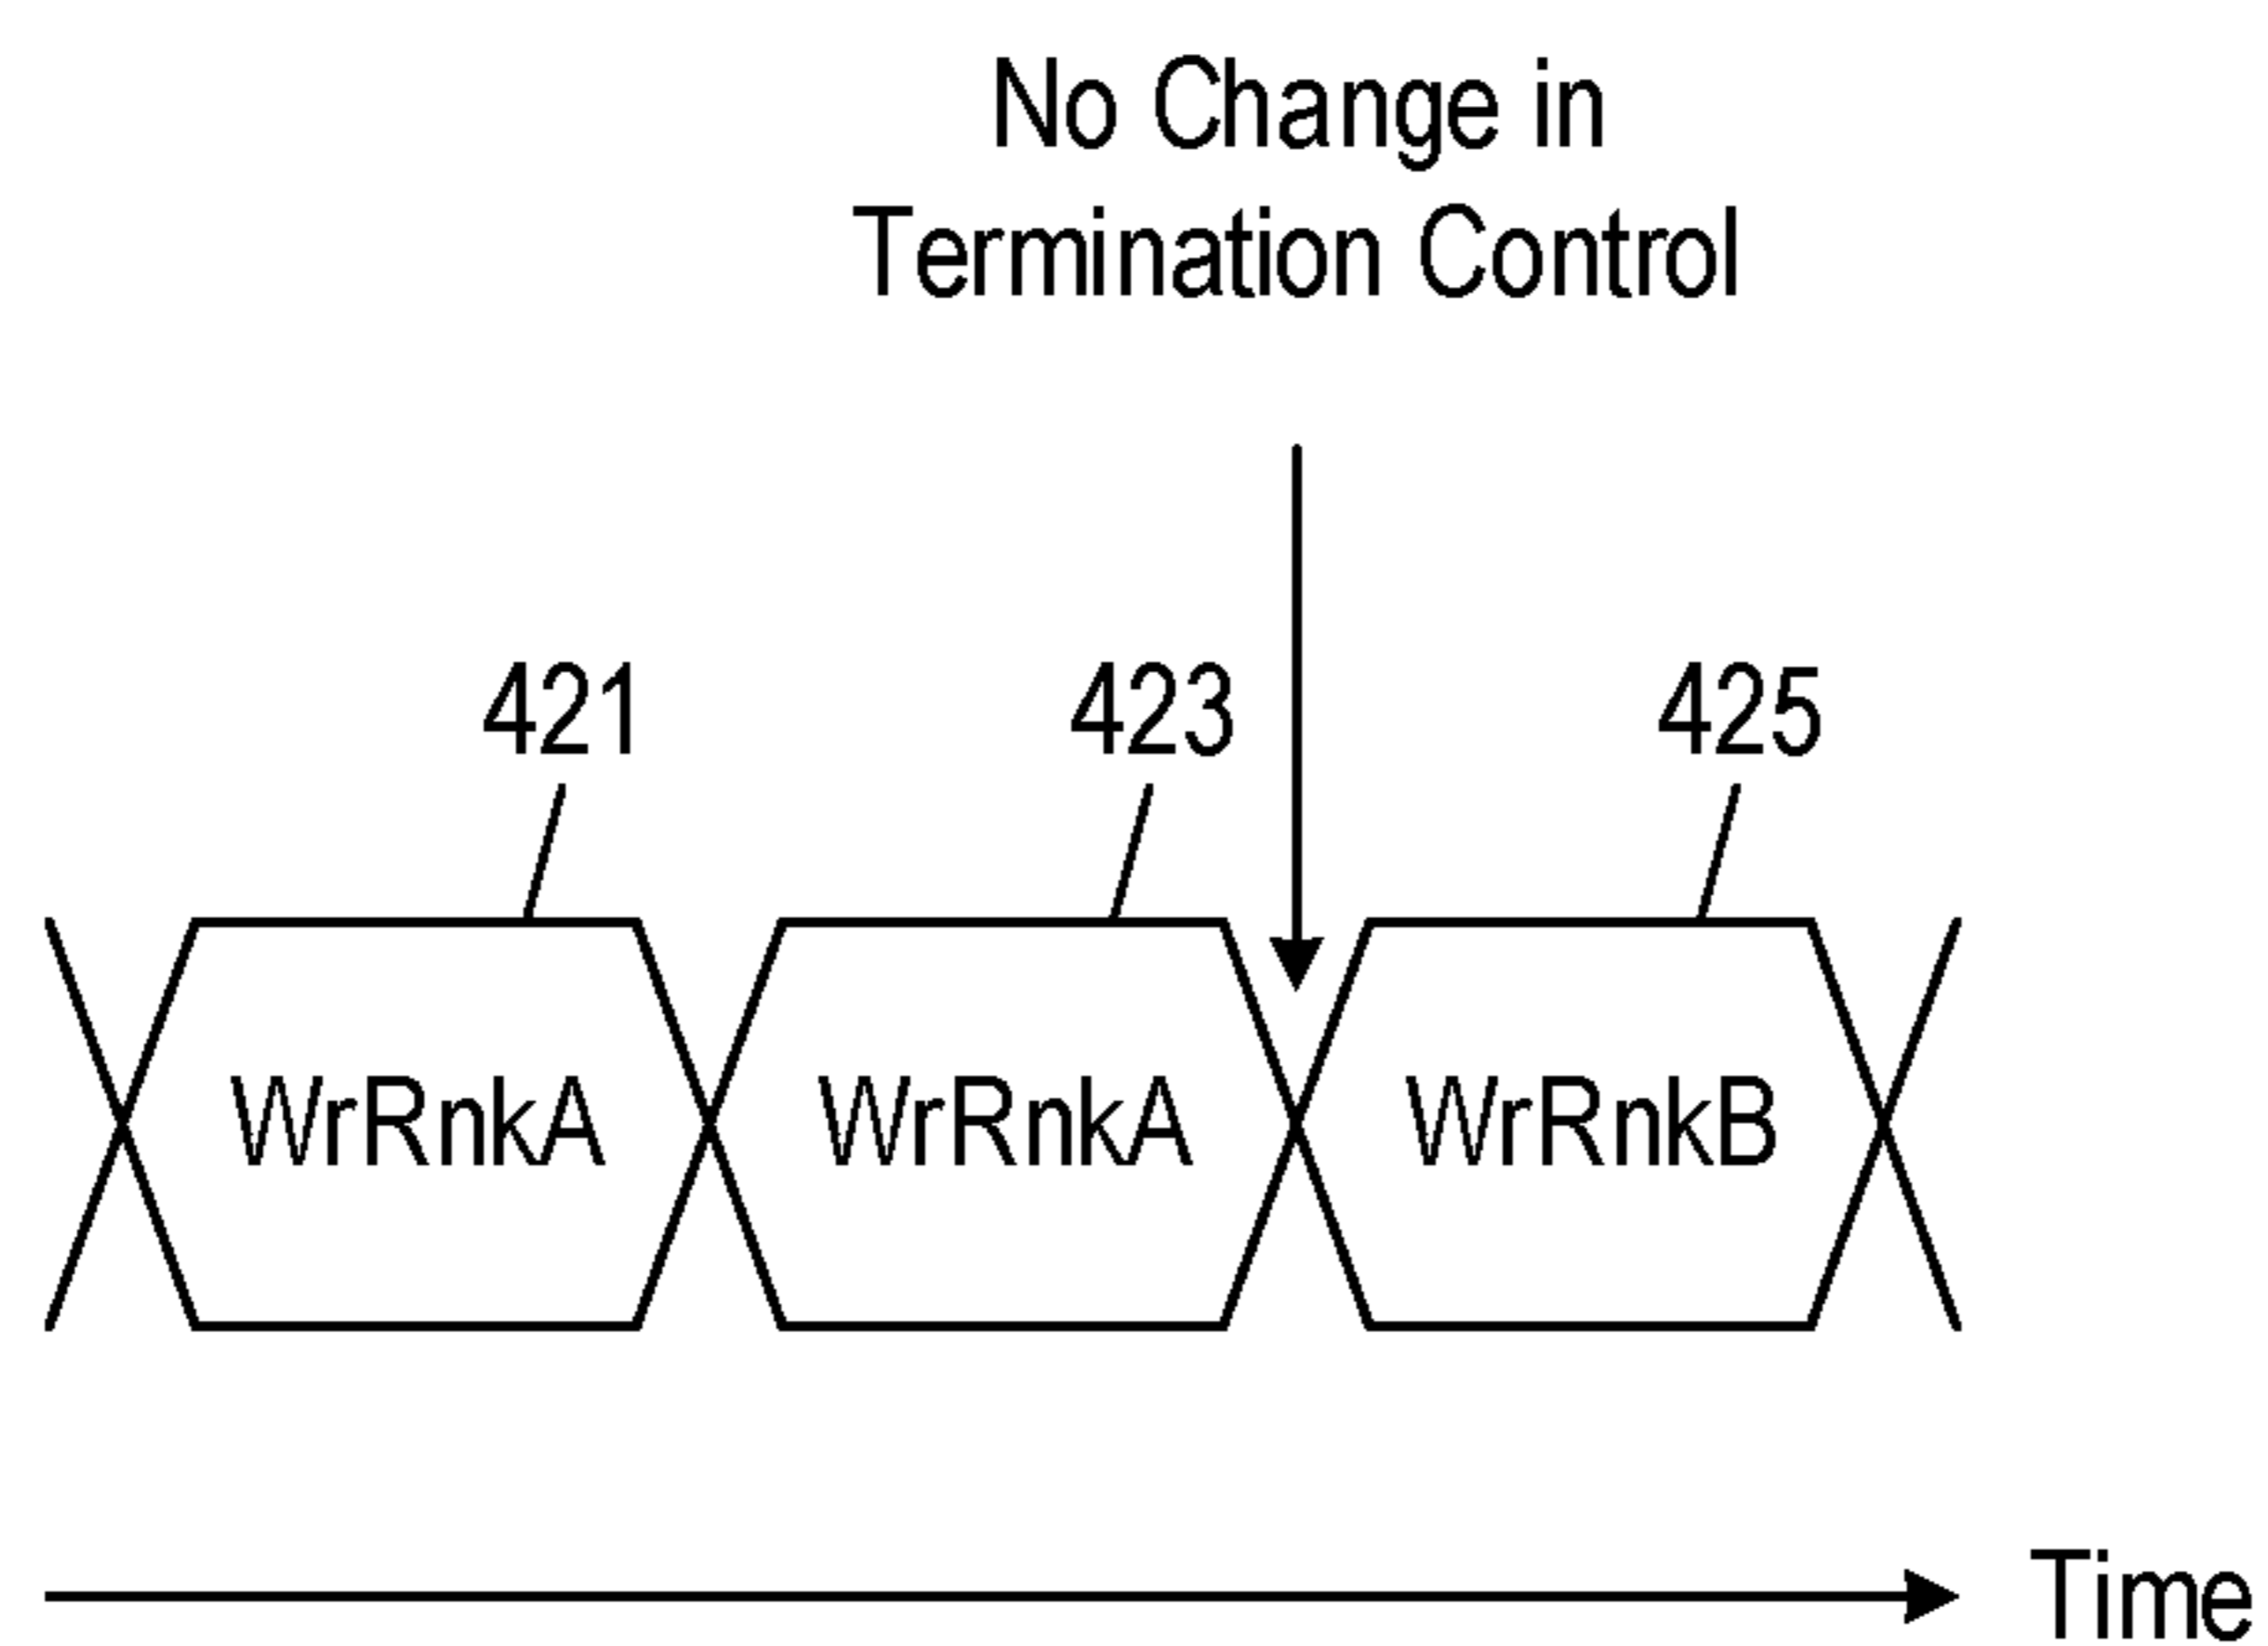 No Change in
Termination Control
421 423 425
WrRnkA WrRnkA WrRnkB
Time